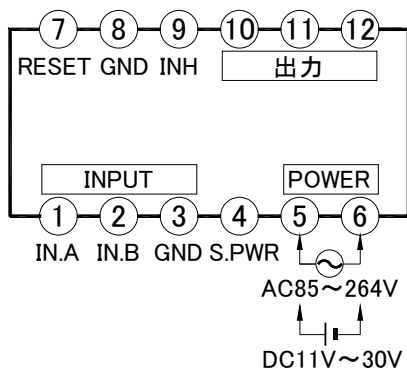 7 8 9 10 11 12
RESET GND INH 出力
INPUT POWER
1 2 3 4 5 6
IN.A IN.B GND S.PWR
AC85～264V
DC11V～30V